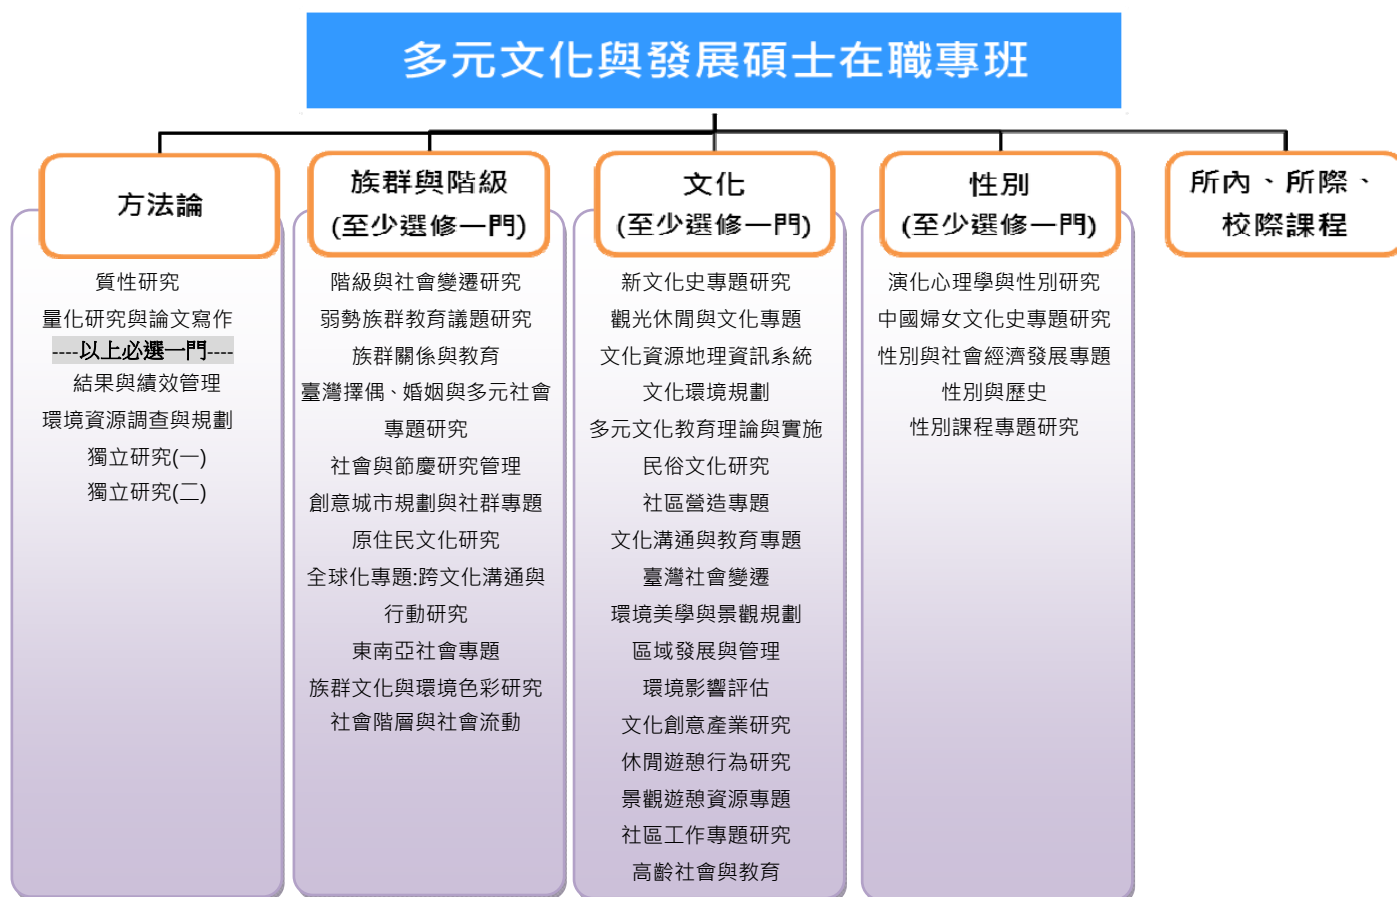 多元文化與發展碩士在職專班
方法論
質性研究
量化研究與論文寫作
----以上必選一門----
結果與績效管理
環境資源調查與規劃
獨立研究(一)
獨立研究(二)
族群與階級
(至少選修一門)
階級與社會變遷研究
弱勢族群教育議題研究
族群關係與教育
臺灣擇偶、婚姻與多元社會
專題研究
社會與節慶研究管理
創意城市規劃與社群專題
原住民文化研究
全球化專題:跨文化溝通與
行動研究
東南亞社會專題
族群文化與環境色彩研究
社會階層與社會流動
文化
(至少選修一門)
新文化史專題研究
觀光休閒與文化專題
文化資源地理資訊系統
文化環境規劃
多元文化教育理論與實施
民俗文化研究
社區營造專題
文化溝通與教育專題
臺灣社會變遷
環境美學與景觀規劃
區域發展與管理
環境影響評估
文化創意產業研究
休閒遊憩行為研究
景觀遊憩資源專題
社區工作專題研究
高齡社會與教育
性別
(至少選修一門)
演化心理學與性別研究
中國婦女文化史專題研究
性別與社會經濟發展專題
性別與歷史
性別課程專題研究
所內、所際、
校際課程